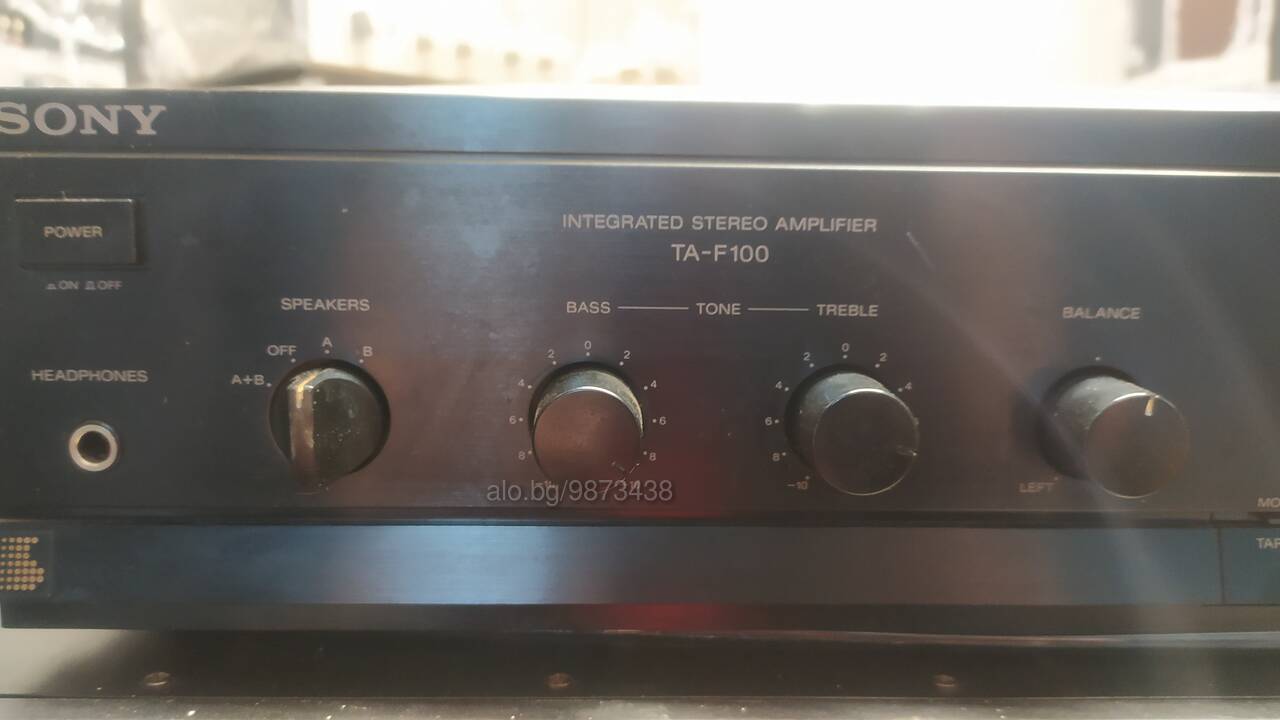 SONY
POWER
ON OFF
INTEGRATED STEREO AMPLIFIER
TA-F100
SPEAKERS
BASS TONE TREBLE
BALANCE
OFF A B
A+B
HEADPHONES
2 0 2
4 4
6 6
8 8
2 0 2
4 4
6
8
-10
LEFT
alo.bg/9873438